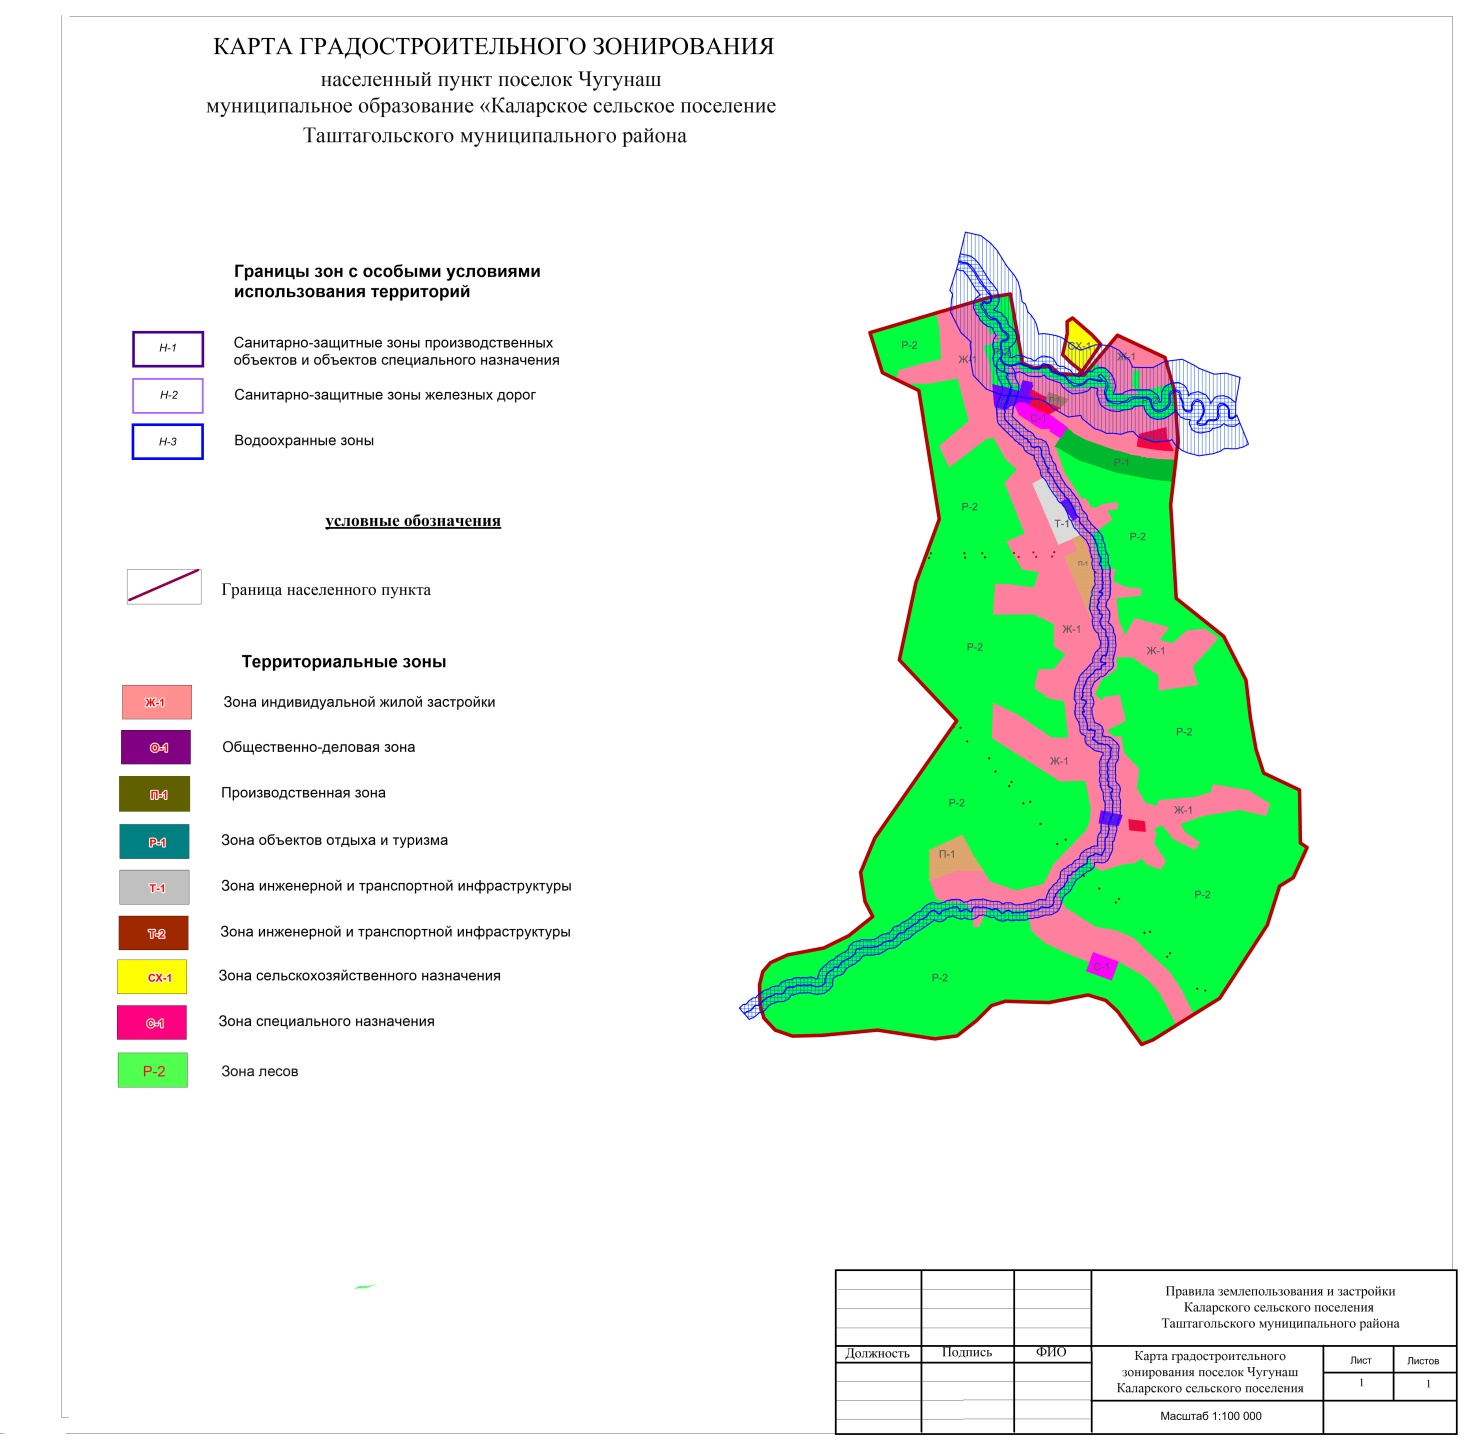 КАРТА ГРАДОСТРОИТЕЛЬНОГО ЗОНИРОВАНИЯ
населенный пункт поселок Чугунаш
муниципальное образование «Каларское сельское поселение
Таштагольского муниципального района
Границы зон с особыми условиями
использования территорий
Н-1
Санитарно-защитные зоны производственных
объектов и объектов специального назначения
Н-2
Санитарно-защитные зоны железных дорог
Н-3
Водоохранные зоны
условные обозначения
Граница населенного пункта
Территориальные зоны
Ж-1
Зона индивидуальной жилой застройки
О-1
Общественно-деловая зона
П-1
Производственная зона
Р-1
Зона объектов отдыха и туризма
Т-1
Зона инженерной и транспортной инфраструктуры
Т-2
Зона инженерной и транспортной инфраструктуры
СХ-1
Зона сельскохозяйственного назначения
С-1
Зона специального назначения
Р-2
Зона лесов
Р-2
Ж-1
СХ-1
Ж-1
С-1
Р-1
Р-2
Т-1
Р-2
П-1
Ж-1
Р-2
Ж-1
Р-2
Ж-1
Р-2
Ж-1
П-1
Р-2
С-1
Р-2
Правила землепользования и застройки
Каларского сельского поселения
Таштагольского муниципального района
Должность Подпись ФИО
Карта градостроительного
зонирования поселок Чугунаш
Каларского сельского поселения
Лист Листов
1 1
Масштаб 1:100 000